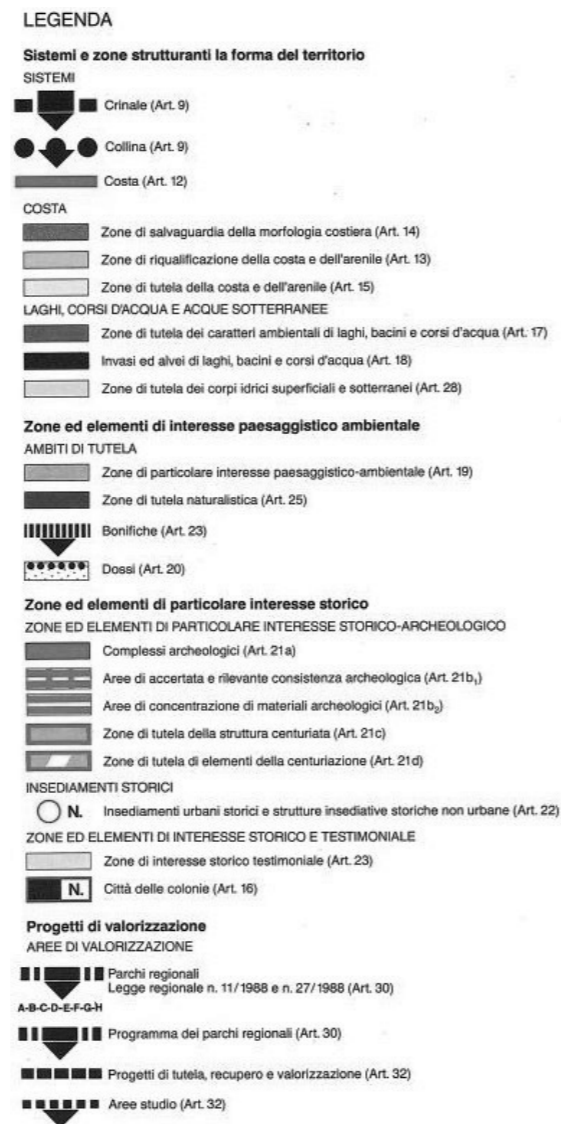 LEGENDA
Sistemi e zone strutturanti la forma del territorio
SISTEMI
Crinale (Art. 9)
Collina (Art. 9)
Costa (Art. 12)
COSTA
Zone di salvaguardia della morfologia costiera (Art. 14)
Zone di riqualificazione della costa e dell'arenile (Art. 13)
Zone di tutela della costa e dell'arenile (Art. 15)
LAGHI, CORSI D'ACQUA E ACQUE SOTTERRANEE
Zone di tutela dei caratteri ambientali di laghi, bacini e corsi d'acqua (Art. 17)
Invasi ed alvei di laghi, bacini e corsi d'acqua (Art. 18)
Zone di tutela dei corpi idrici superficiali e sotterranei (Art. 28)
Zone ed elementi di interesse paesaggistico ambientale
AMBITI DI TUTELA
Zone di particolare interesse paesaggistico-ambientale (Art. 19)
Zone di tutela naturalistica (Art. 25)
Bonifiche (Art. 23)
Dossi (Art. 20)
Zone ed elementi di particolare interesse storico
ZONE ED ELEMENTI DI PARTICOLARE INTERESSE STORICO-ARCHEOLOGICO
Complessi archeologici (Art. 21a)
Aree di accertata e rilevante consistenza archeologica (Art. 21b₁)
Aree di concentrazione di materiali archeologici (Art. 21b₂)
Zone di tutela della struttura centuriata (Art. 21c)
Zone di tutela di elementi della centuriazione (Art. 21d)
INSEDIAMENTI STORICI
N. Insediamenti urbani storici e strutture insediative storiche non urbane (Art. 22)
ZONE ED ELEMENTI DI INTERESSE STORICO E TESTIMONIALE
Zone di interesse storico testimoniale (Art. 23)
N. Città delle colonie (Art. 16)
Progetti di valorizzazione
AREE DI VALORIZZAZIONE
Parchi regionali
Legge regionale n. 11/1988 e n. 27/1988 (Art. 30)
A-B-C-D-E-F-G-H
Programma dei parchi regionali (Art. 30)
Progetti di tutela, recupero e valorizzazione (Art. 32)
Aree studio (Art. 32)